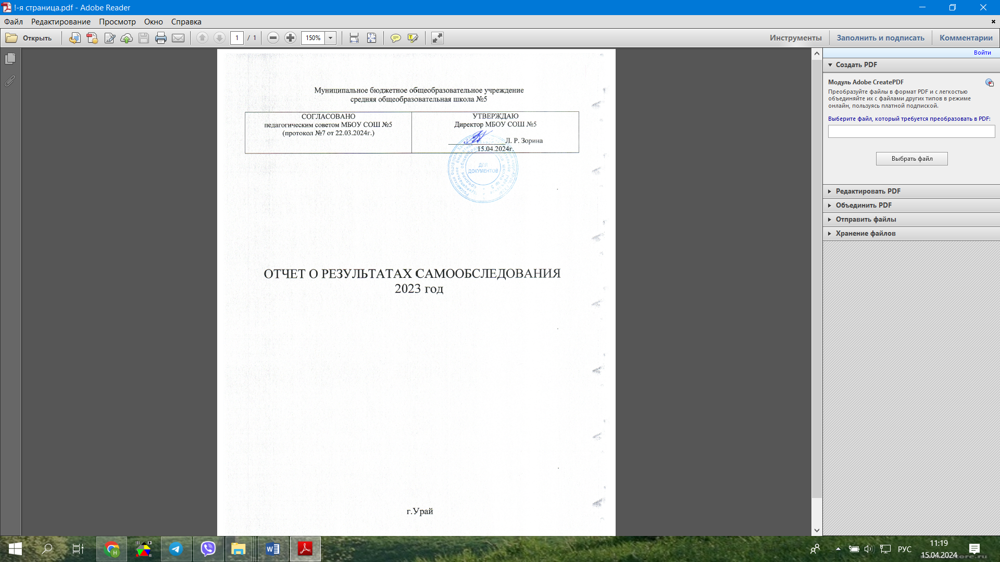 !-я страница.pdf - Adobe Reader
Файл Редактирование Просмотр Окно Справка
Открыть 1 / 1 150% Инструменты Заполнить и подписать Комментарии
Войти
Создать PDF
Модуль Adobe CreatePDF
Преобразуйте файлы в формат PDF и с легкостью
объединяйте их с файлами других типов в режиме
онлайн, пользуясь платной подпиской.
Выберите файл, который требуется преобразовать в PDF:
Выбрать файл
Редактировать PDF
Объединить PDF
Отправить файлы
Хранение файлов
Муниципальное бюджетное общеобразовательное учреждение
средняя общеобразовательная школа №5
СОГЛАСОВАНО
педагогическим советом МБОУ СОШ №5
(протокол №7 от 22.03.2024г.)
УТВЕРЖДАЮ
Директор МБОУ СОШ №5
Л. Р. Зорина
15.04.2024г.
ДЛЯ
ДОКУМЕНТОВ
ОТЧЕТ О РЕЗУЛЬТАТАХ САМООБСЛЕДОВАНИЯ
2023 год
г.Урай
РУС
11:19
15.04.2024